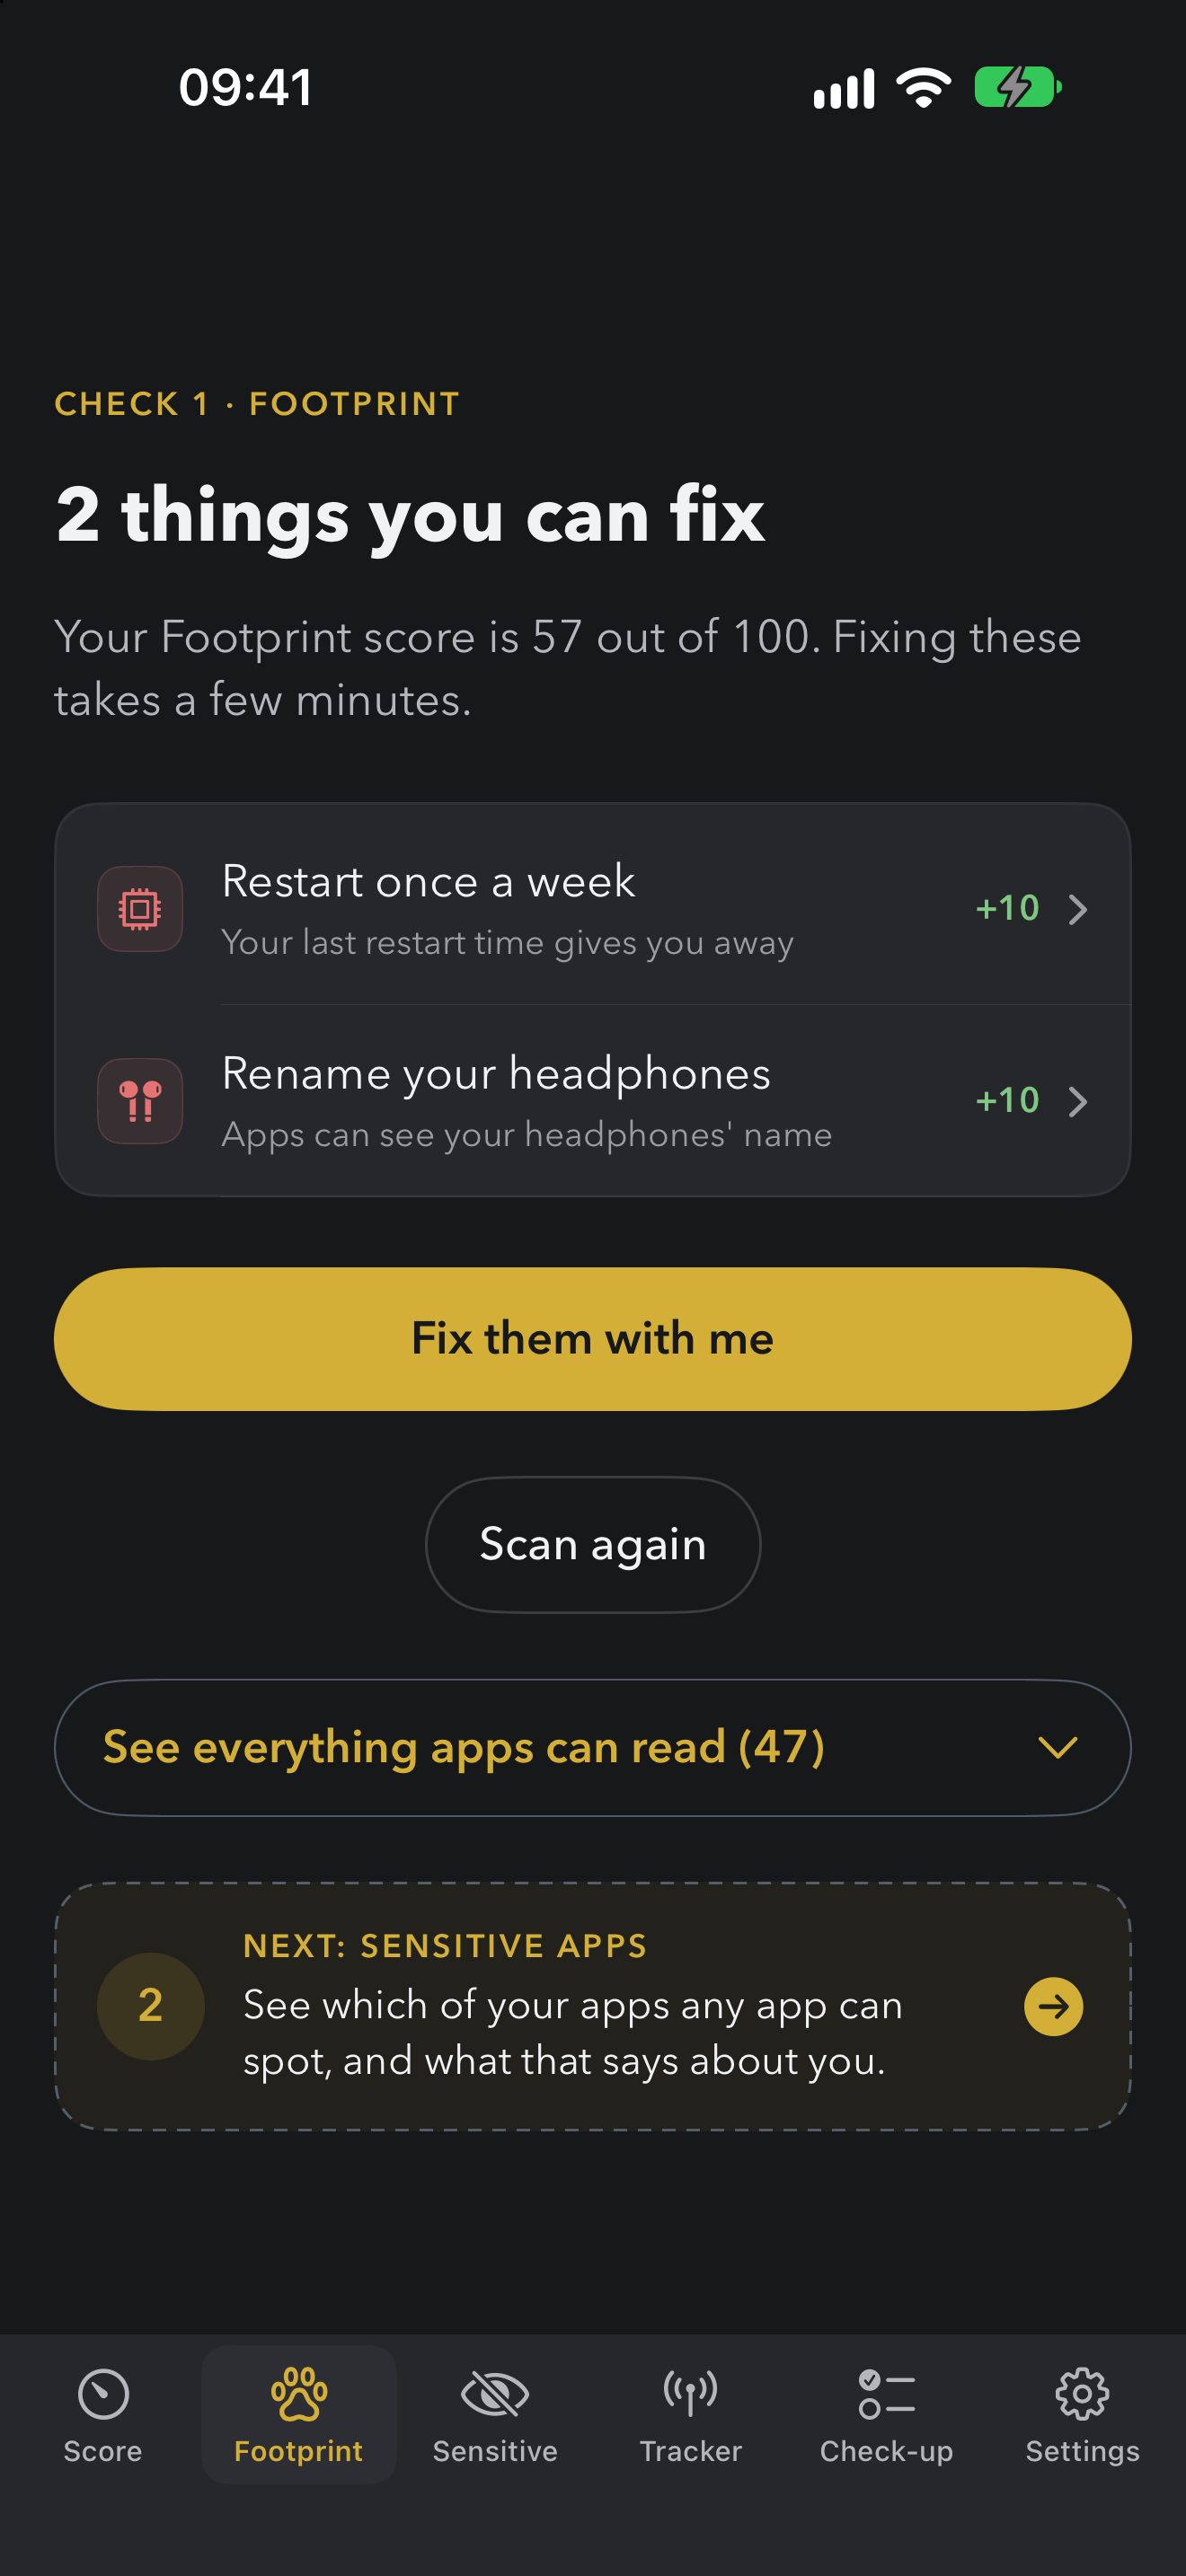 09:41
CHECK 1 · FOOTPRINT
2 things you can fix
Your Footprint score is 57 out of 100. Fixing these
takes a few minutes.
Restart once a week
Your last restart time gives you away
+10
Rename your headphones
Apps can see your headphones' name
+10
Fix them with me
Scan again
See everything apps can read (47)
2
NEXT: SENSITIVE APPS
See which of your apps any app can
spot, and what that says about you.
Score
Footprint
Sensitive
Tracker
Check-up
Settings